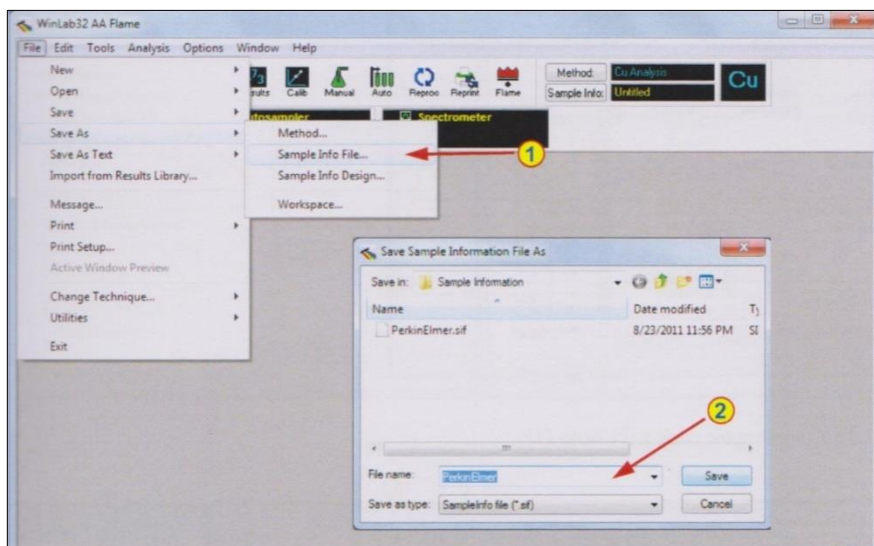 WinLab32 AA Flame
File Edit Tools Analysis Options Window Help
New
Open
Save
Save As
Save As Text
Import from Results Library...
Message...
Print
Print Setup...
Active Window Preview
Change Technique...
Utilities
Exit
Calib Manual Auto Reproc Reprint Flame
Method: Cu Analysis
Sample Info: Untitled
Cu
Spectrometer
Method...
Sample Info File...
Sample Info Design...
Workspace...
1
Save Sample Information File As
Save in: Sample Information
Name Date modified
PerkinElmer.sif 8/23/2011 11:56 PM SI
2
File name: PerkinElmer Save
Save as type: SampleInfo file (*.sif) Cancel